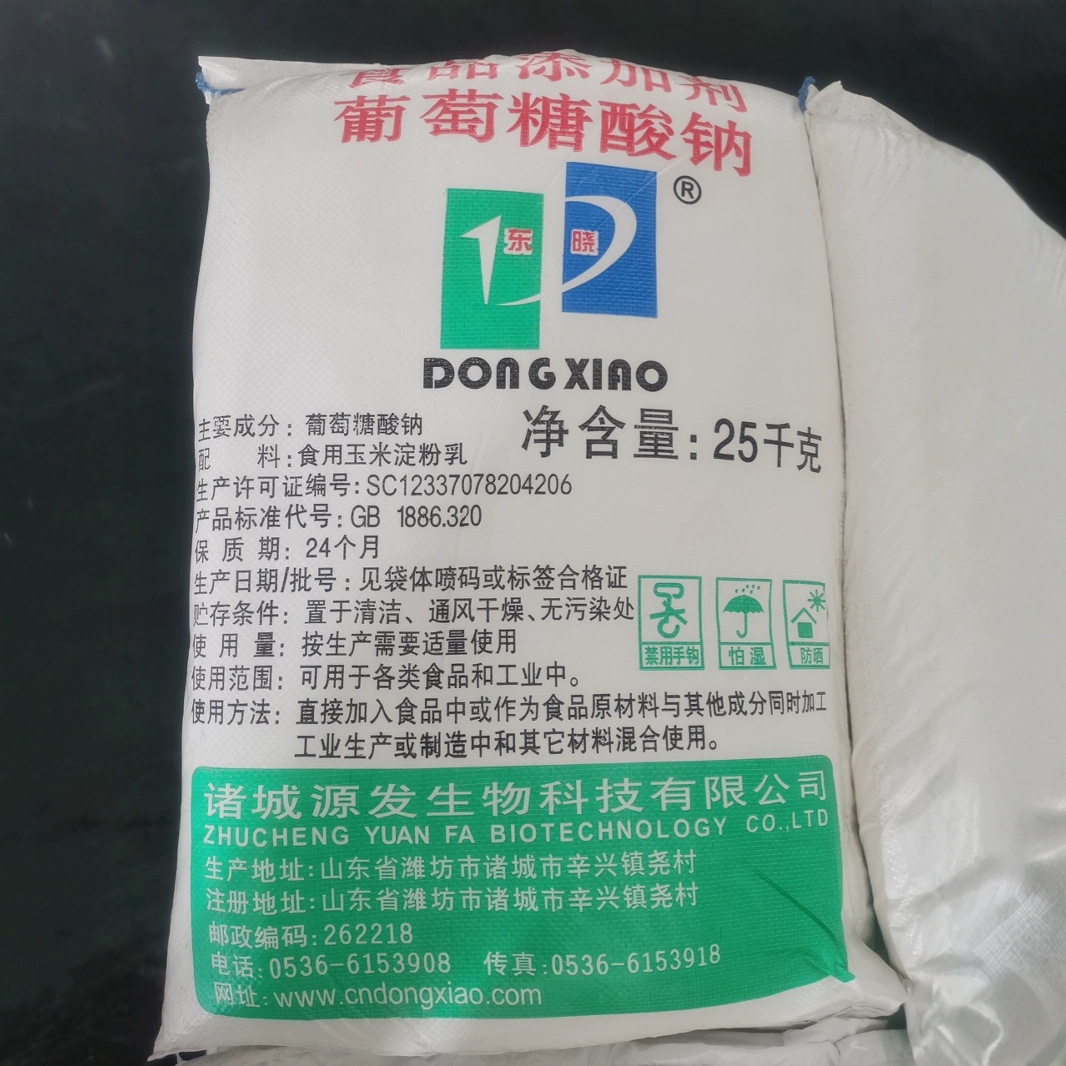 食品添加剂
葡萄糖酸钠
®
东 晓
DONGXIAO
主要成分：葡萄糖酸钠
净含量：25千克
配 料：食用玉米淀粉乳
生产许可证编号：SC12337078204206
产品标准代号：GB 1886.320
保 质 期：24个月
生产日期/批号：见袋体喷码或标签合格证
贮存条件：置于清洁、通风干燥、无污染处
使 用 量：按生产需要适量使用
使用范围：可用于各类食品和工业中。
禁用手钩 怕湿 防晒
使用方法：直接加入食品中或作为食品原材料与其他成分同时加工
工业生产或制造中和其它材料混合使用。
诸城源发生物科技有限公司
ZHUCHENG YUAN FA BIOTECHNOLOGY CO.,LTD
生产地址：山东省潍坊市诸城市辛兴镇尧村
注册地址：山东省潍坊市诸城市辛兴镇尧村
邮政编码：262218
电话：0536-6153908 传真：0536-6153918
网址：www.cndongxiao.com